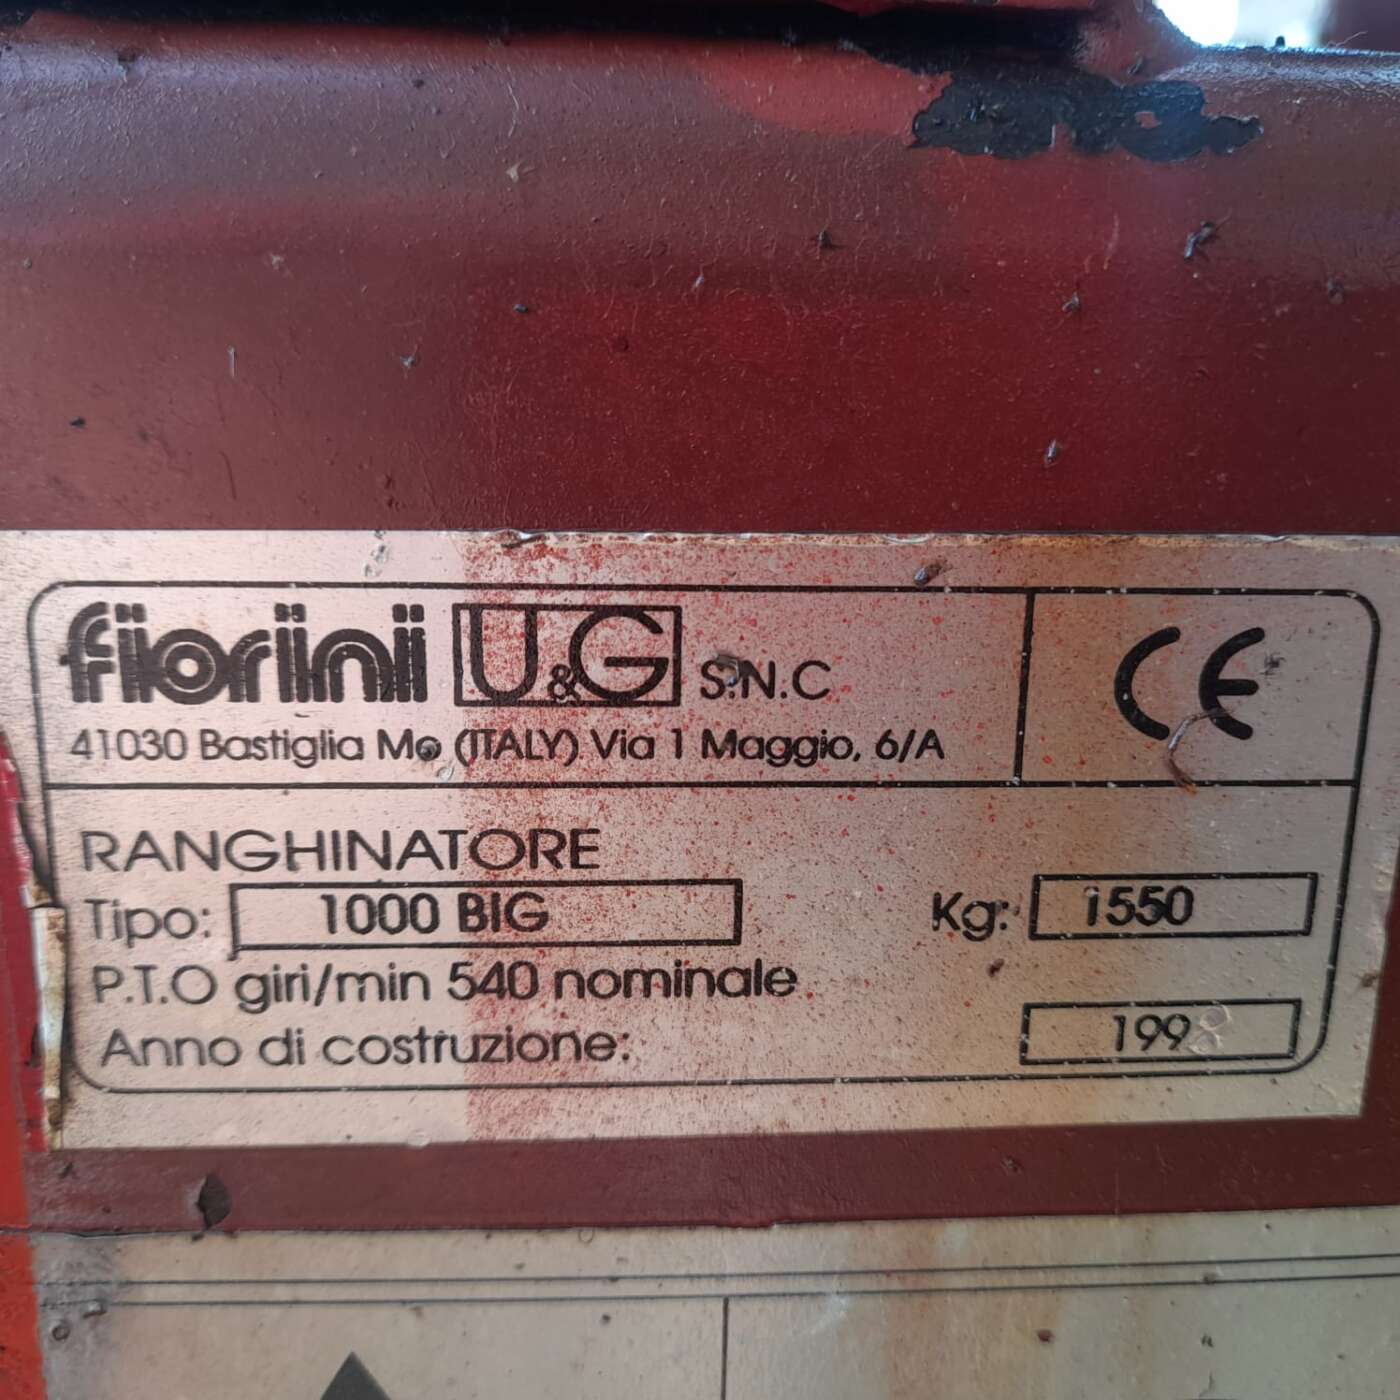 fiorini U&G S.N.C
41030 Bastiglia Mo (ITALY) Via 1 Maggio, 6/A
CE
RANGHINATORE
Tipo: 1000 BIG Kg: 1550
P.T.O giri/min 540 nominale
Anno di costruzione: 1998